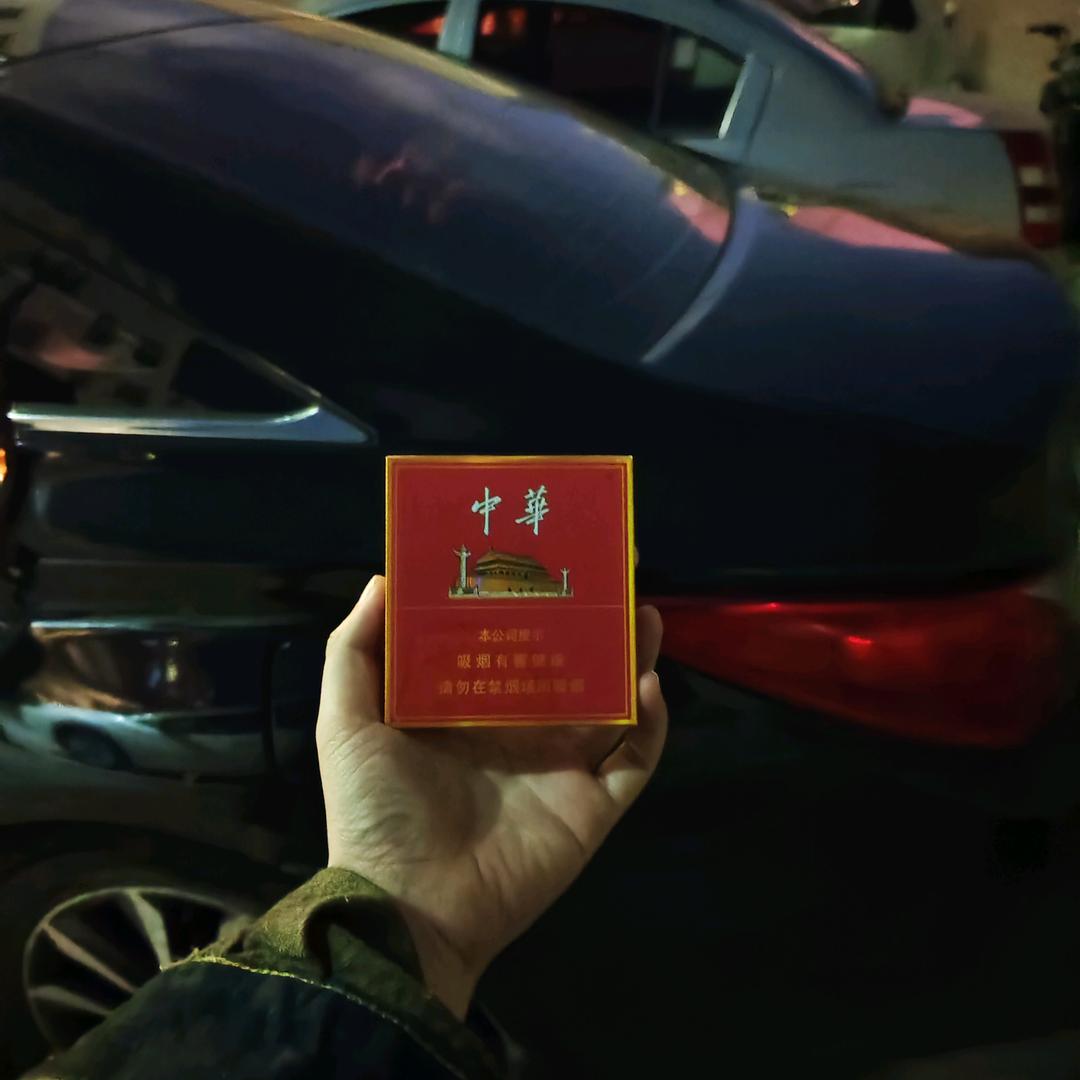 中華
本公司提示
吸烟有害健康
请勿在禁烟场所吸烟